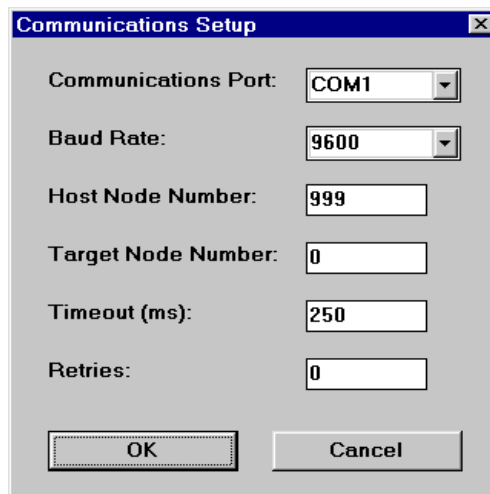 Communications Setup
Communications Port: COM1
Baud Rate: 9600
Host Node Number: 999
Target Node Number: 0
Timeout (ms): 250
Retries: 0
OK Cancel